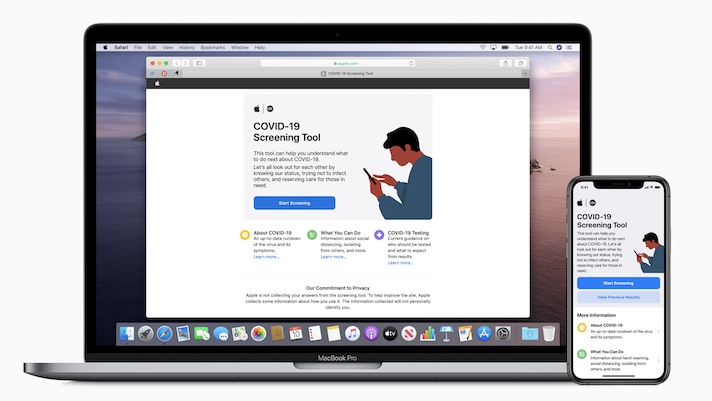 Safari File Edit View History Bookmarks Window Help
Tue 9:41 AM
apple.com
COVID-19 Screening Tool
COVID-19
Screening Tool
This tool can help you understand what
to do next about COVID-19.
Let's all look out for each other by
knowing our status, trying not to infect
others, and reserving care for those in
need.
Start Screening
About COVID-19
An up-to-date rundown
of the virus and its
symptoms.
Learn more...
What You Can Do
Information about social
distancing, isolating
from others, and more.
Learn more...
COVID-19 Testing
Current guidance on
who should be tested
and what to expect
from results.
Learn more...
Our Commitment to Privacy
Apple is not collecting your answers from the screening tool. To help improve the site, Apple
collects some information about how you use it. The information collected will not personally
identify you.
MacBook Pro
9:41
COVID-19
Screening Tool
This tool can help you
understand what to do next
about COVID-19. Let's all
look out for each other by
knowing our status, trying
not to infect others, and
reserving care for those in
need.
Start Screening
View Previous Results
More Information
About COVID-19
An up-to-date rundown of the virus
and its symptoms.
What You Can Do
Information about hand-washing,
social distancing, isolating from
others, and more.